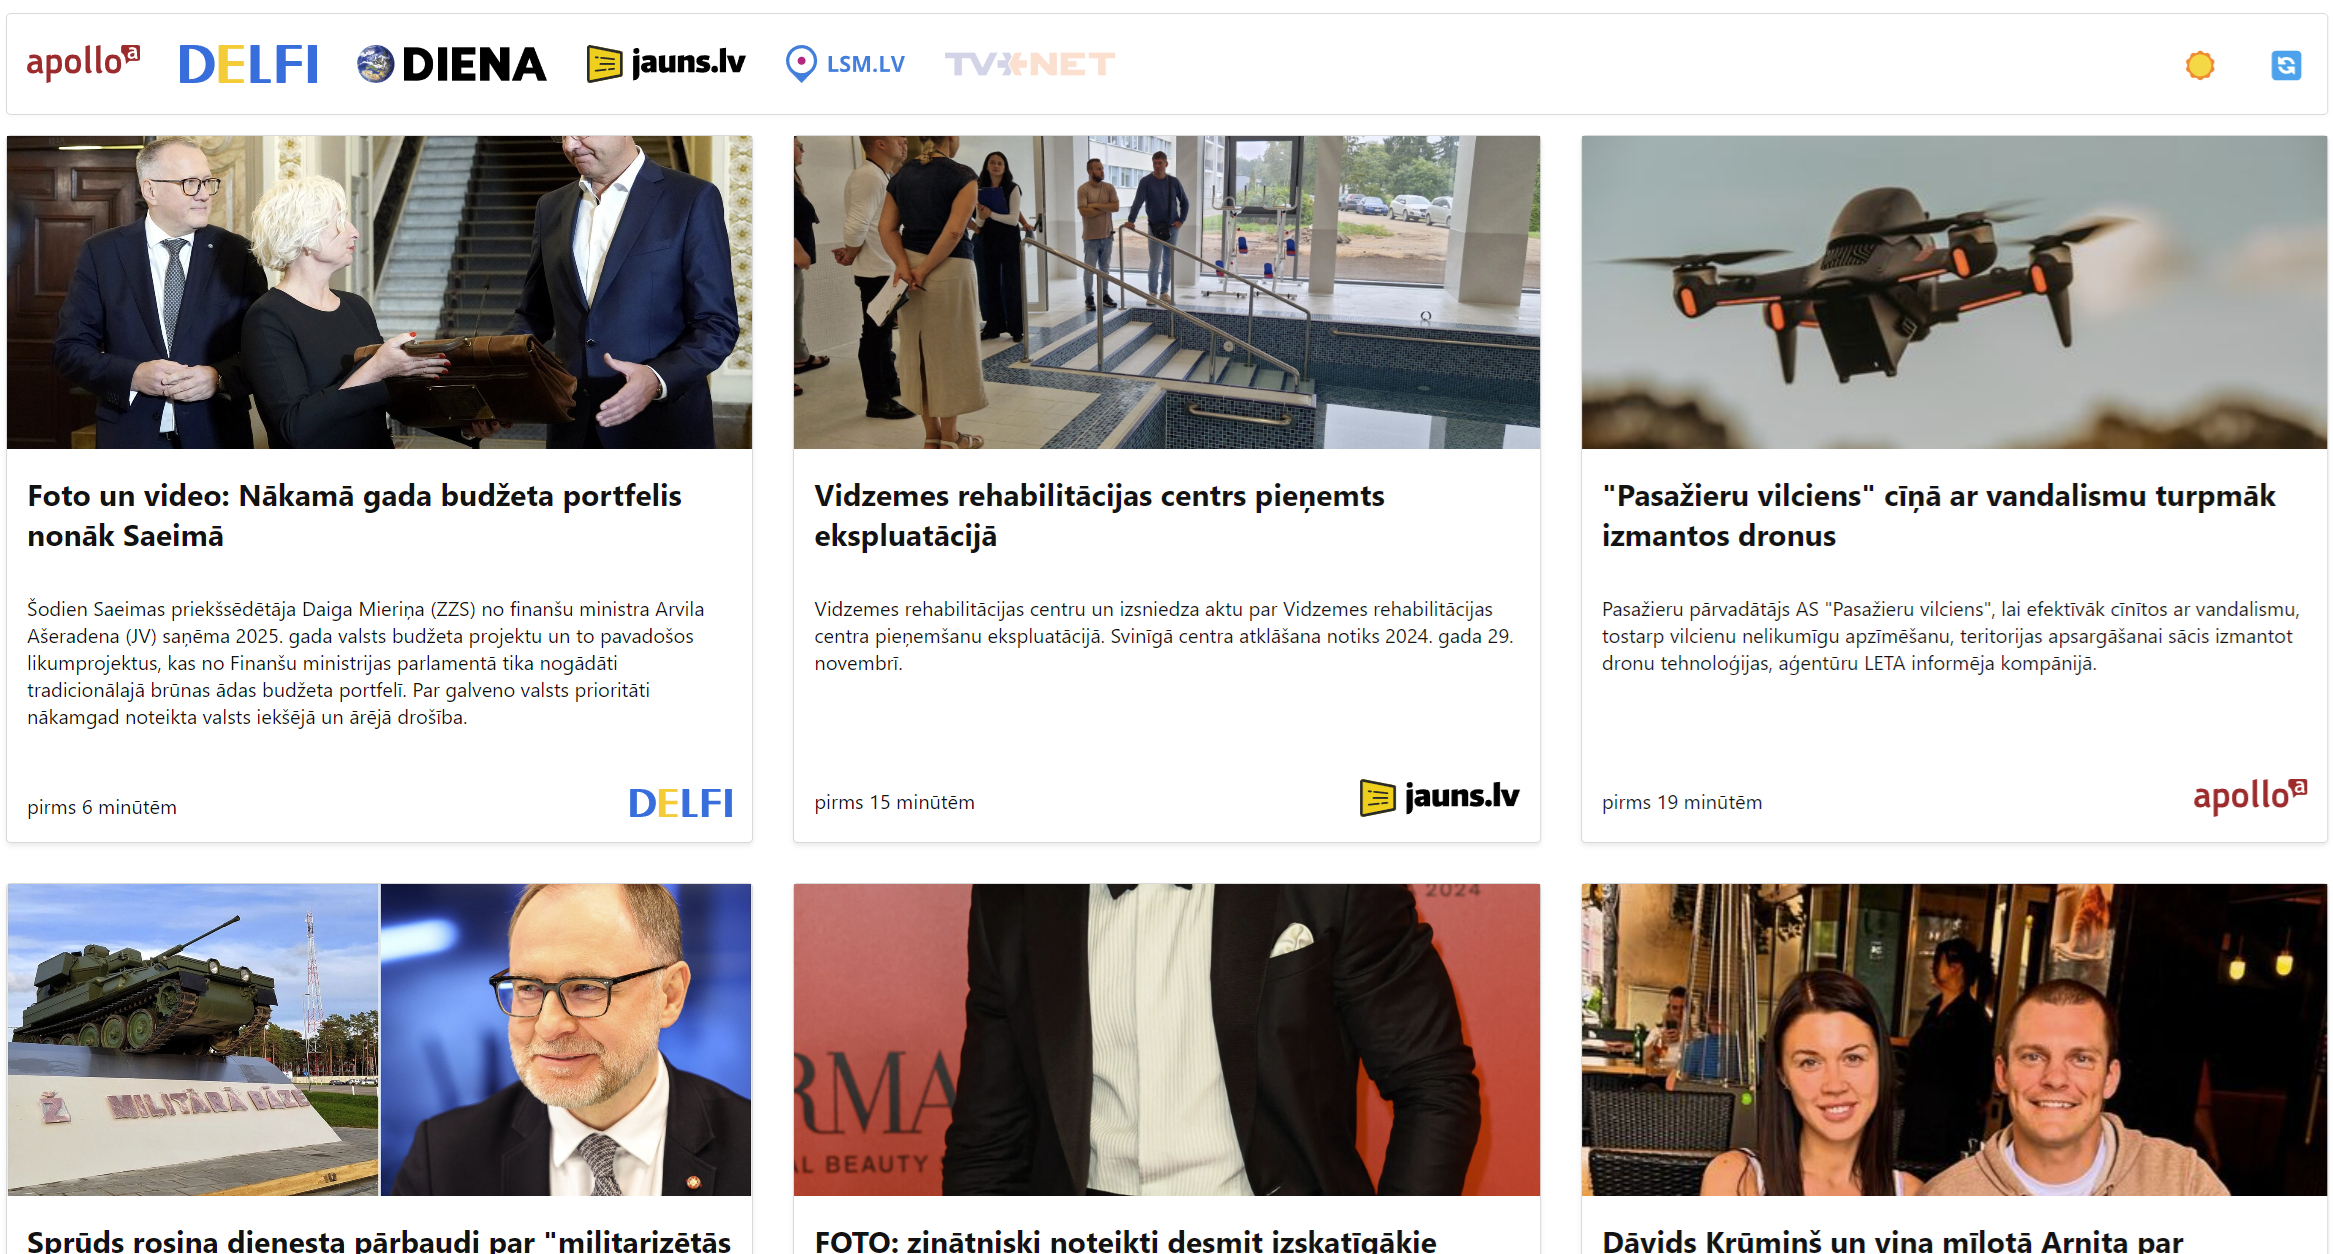 apolloa
DELFI
DIENA
jauns.lv
LSM.LV
TVNET
Foto un video: Nākamā gada budžeta portfelis
nonāk Saeimā
Šodien Saeimas priekšsēdētāja Daiga Mieriņa (ZZS) no finanšu ministra Arvila
Ašeradena (JV) saņēma 2025. gada valsts budžeta projektu un to pavadošos
likumprojektus, kas no Finanšu ministrijas parlamentā tika nogādāti
tradicionālajā brūnas ādas budžeta portfelī. Par galveno valsts prioritāti
nākamgad noteikta valsts iekšējā un ārējā drošība.
pirms 6 minūtēm
DELFI
Vidzemes rehabilitācijas centrs pieņemts
ekspluatācijā
Vidzemes rehabilitācijas centru un izsniedza aktu par Vidzemes rehabilitācijas
centra pieņemšanu ekspluatācijā. Svinīgā centra atklāšana notiks 2024. gada 29.
novembrī.
pirms 15 minūtēm
jauns.lv
"Pasažieru vilciens" cīņā ar vandalismu turpmāk
izmantos dronus
Pasažieru pārvadātājs AS "Pasažieru vilciens", lai efektīvāk cīnītos ar vandalismu,
tostarp vilcienu nelikumīgu apzīmēšanu, teritorijas apsargāšanai sācis izmantot
dronu tehnoloģijas, aģentūru LETA informēja kompānijā.
pirms 19 minūtēm
apolloa
MILITĀRĀ BĀZE
Sprūds rosina dienesta pārbaudi par "militarizētās
2024
RMA
AL BEAUTY
FOTO: zinātniski noteikti desmit izskatīgākie
Dāvids Krūmiņš un viņa mīļotā Arnita par